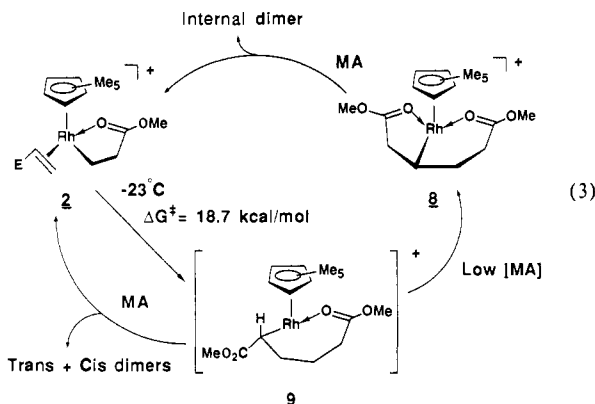 Internal dimer
MA
Me5
+
Me5
+
MeO
O
Rh
O
OMe
Rh
O
OMe
E
2
8
-23°C
ΔG‡= 18.7 kcal/mol
(3)
MA
Low [MA]
Me5
+
H
Rh
O
OMe
MeO2C
Trans + Cis dimers
9